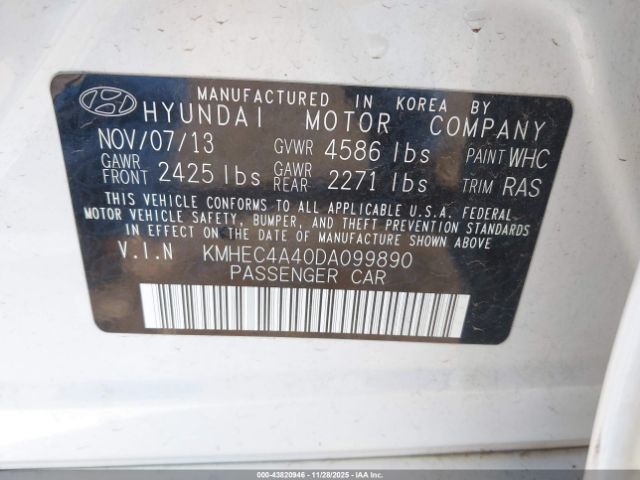 MANUFACTURED IN KOREA BY
HYUNDAI MOTOR COMPANY
NOV/07/13 GVWR 4586 lbs PAINT WHC
GAWR FRONT 2425 lbs GAWR REAR 2271 lbs TRIM RAS
THIS VEHICLE CONFORMS TO ALL APPLICABLE U.S.A. FEDERAL
MOTOR VEHICLE SAFETY, BUMPER, AND THEFT PREVENTION STANDARDS
IN EFFECT ON THE DATE OF MANUFACTURE SHOWN ABOVE
V.I.N KMHEC4A40DA099890
PASSENGER CAR
000-43820946 - 11/28/2025 - IAAI.COM